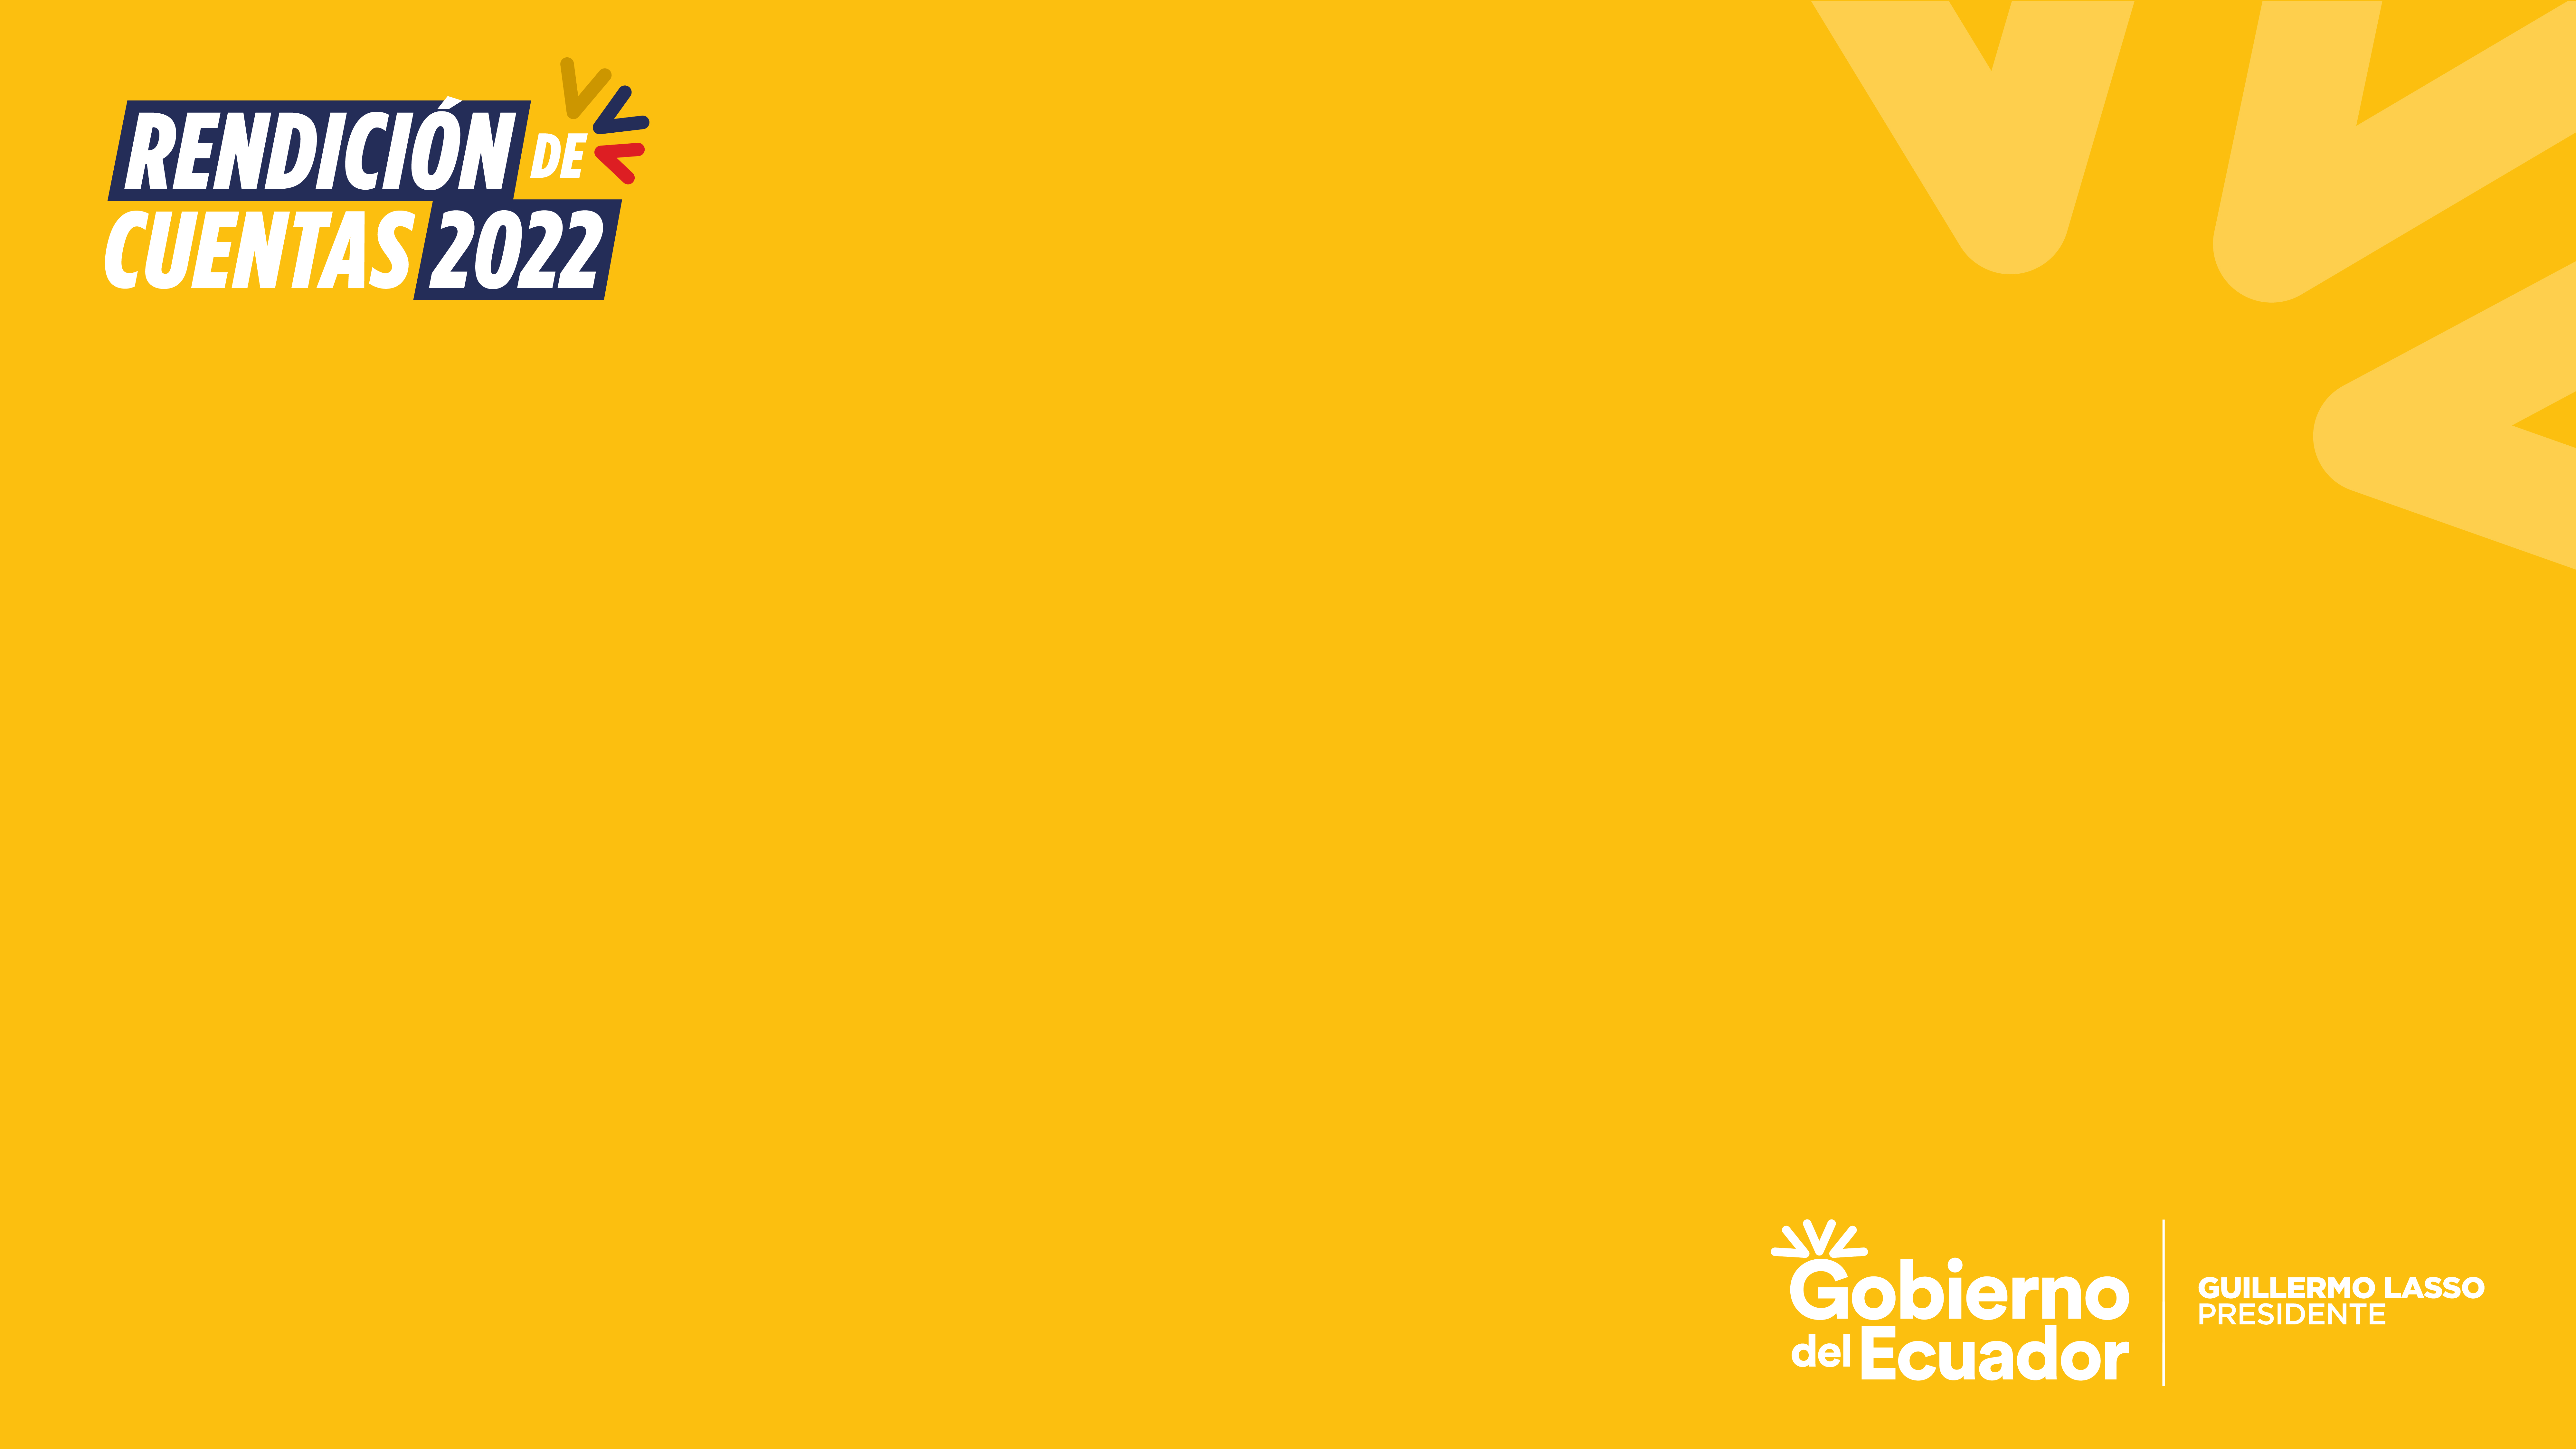 RENDICIÓN DE
CUENTAS 2022
Gobierno
del Ecuador
GUILLERMO LASSO
PRESIDENTE